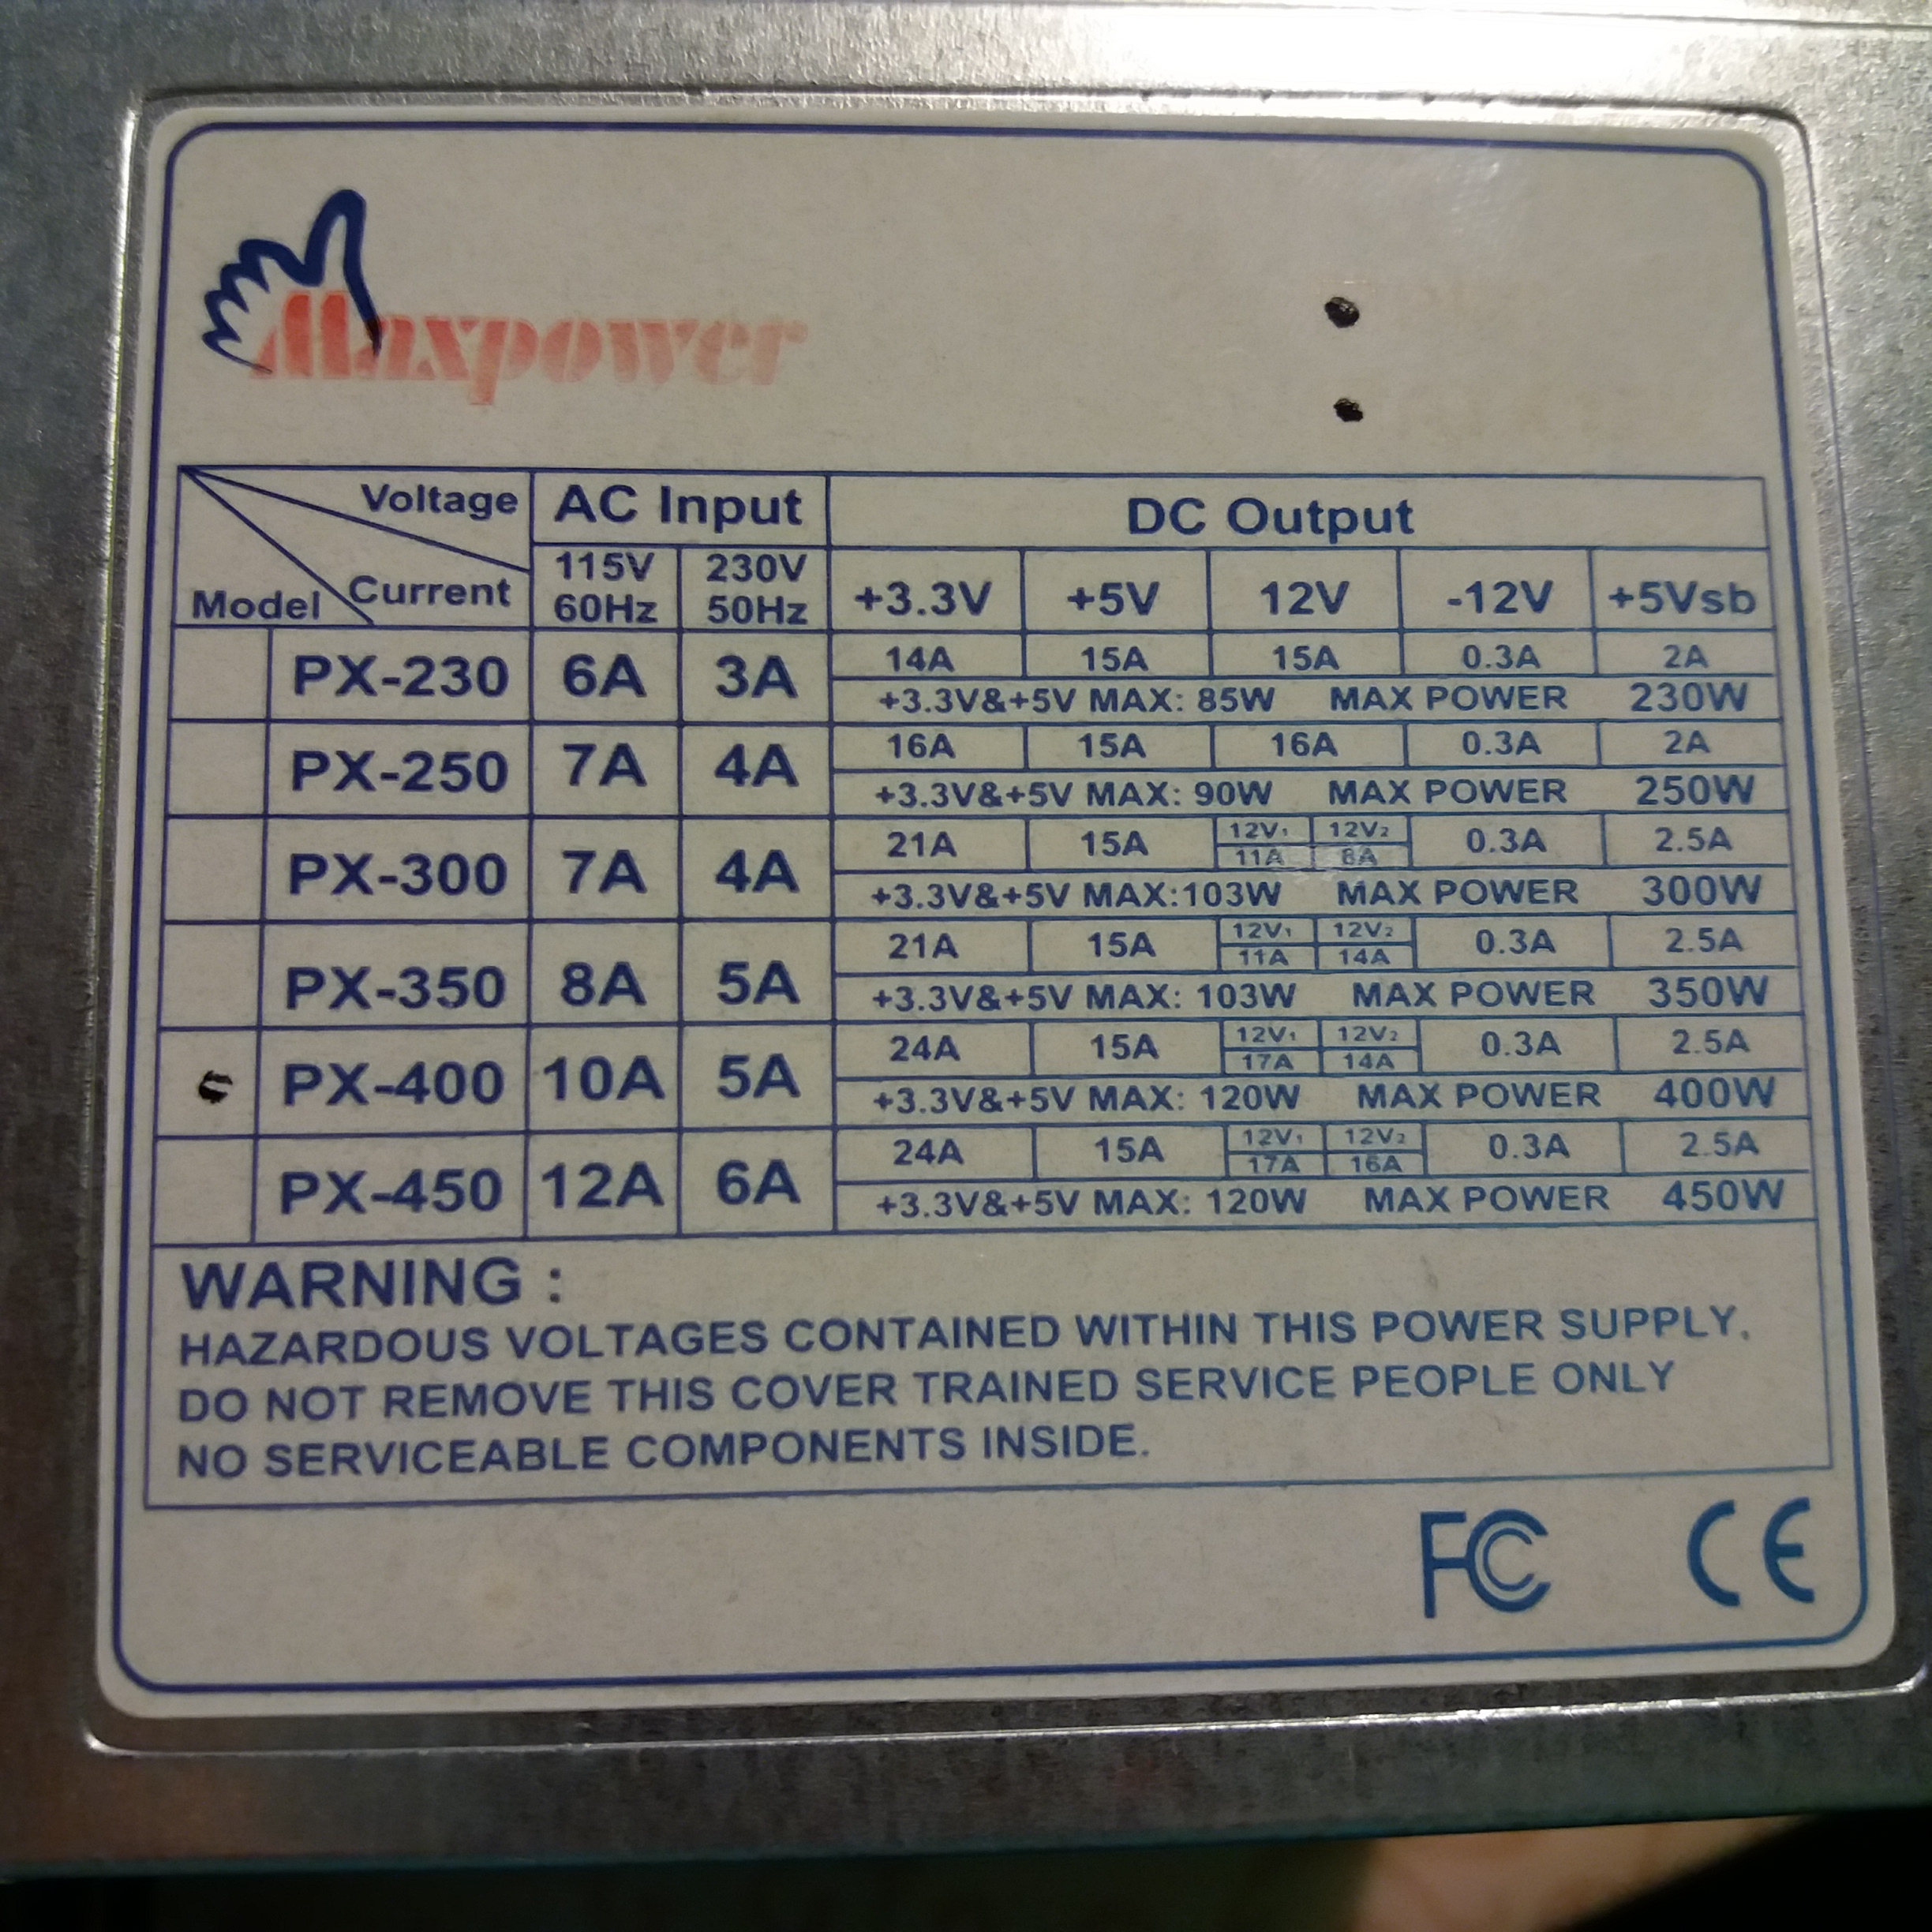 Maxpower
Voltage AC Input DC Output
Model Current 115V 60Hz 230V 50Hz +3.3V +5V 12V -12V +5Vsb
PX-230 6A 3A 14A 15A 15A 0.3A 2A
+3.3V&+5V MAX: 85W MAX POWER 230W
PX-250 7A 4A 16A 15A 16A 0.3A 2A
+3.3V&+5V MAX: 90W MAX POWER 250W
PX-300 7A 4A 21A 15A 12V1 11A 12V2 8A 0.3A 2.5A
+3.3V&+5V MAX:103W MAX POWER 300W
PX-350 8A 5A 21A 15A 12V1 11A 12V2 14A 0.3A 2.5A
+3.3V&+5V MAX: 103W MAX POWER 350W
PX-400 10A 5A 24A 15A 12V1 17A 12V2 14A 0.3A 2.5A
+3.3V&+5V MAX: 120W MAX POWER 400W
PX-450 12A 6A 24A 15A 12V1 17A 12V2 16A 0.3A 2.5A
+3.3V&+5V MAX: 120W MAX POWER 450W
WARNING :
HAZARDOUS VOLTAGES CONTAINED WITHIN THIS POWER SUPPLY.
DO NOT REMOVE THIS COVER TRAINED SERVICE PEOPLE ONLY
NO SERVICEABLE COMPONENTS INSIDE.
FC CE